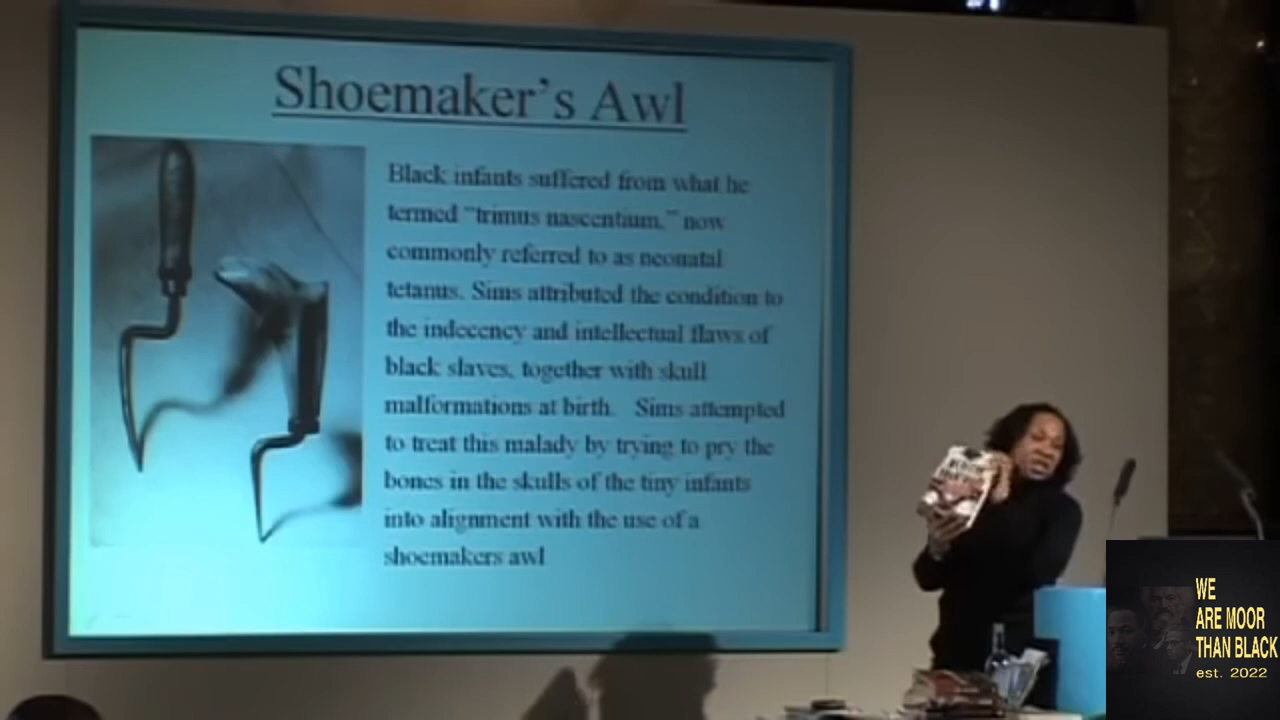 Shoemaker's Awl
Black infants suffered from what he
termed "trimus nascentium," now
commonly referred to as neonatal
tetanus. Sims attributed the condition to
the indecency and intellectual flaws of
black slaves, together with skull
malformations at birth. Sims attempted
to treat this malady by trying to pry the
bones in the skulls of the tiny infants
into alignment with the use of a
shoemakers awl
WE
ARE MOOR
THAN BLACK
est. 2022